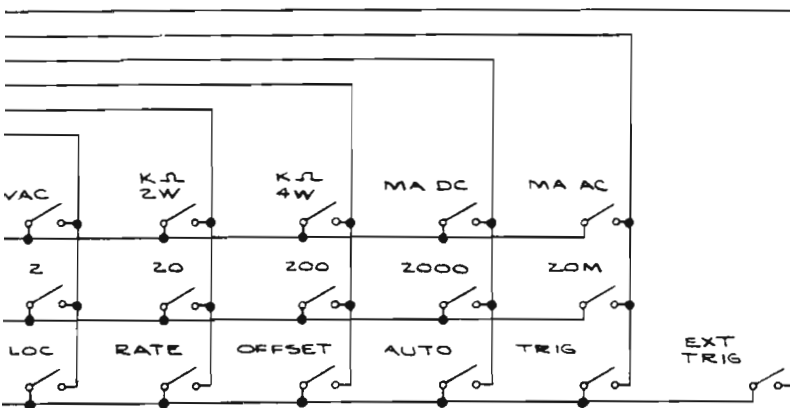 VAC
KΩ
2W
KΩ
4W
MA DC
MA AC
2
20
200
2000
20M
LOC
RATE
OFFSET
AUTO
TRIG
EXT
TRIG